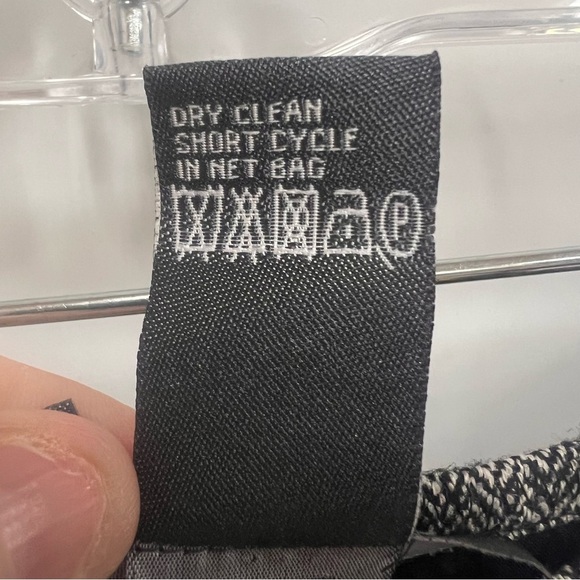 DRY CLEAN
SHORT CYCLE
IN NET BAG
P